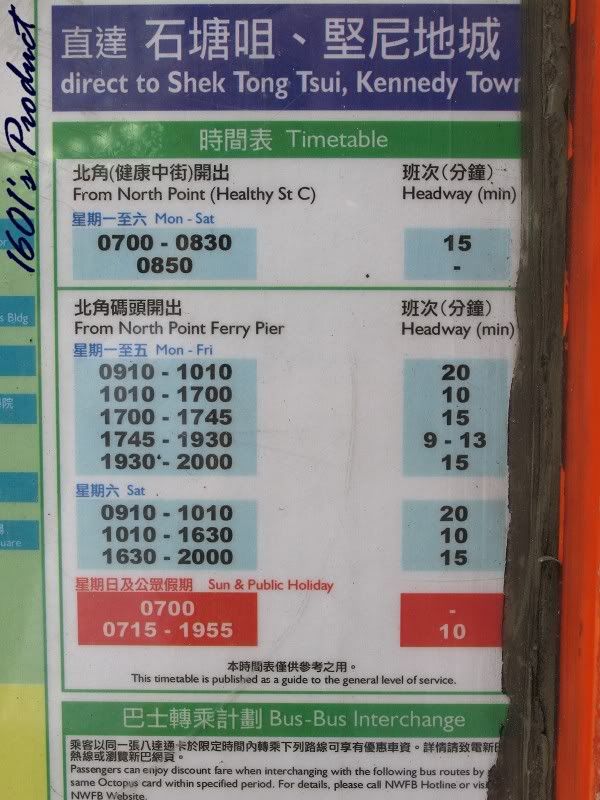 1601's Product
直達 石塘咀、堅尼地城
direct to Shek Tong Tsui, Kennedy Town
時間表 Timetable
北角(健康中街)開出 班次(分鐘)
From North Point (Healthy St C) Headway (min)
星期一至六 Mon - Sat
0700 - 0830 15
0850 -
北角碼頭開出 班次(分鐘)
From North Point Ferry Pier Headway (min)
星期一至五 Mon - Fri
0910 - 1010 20
1010 - 1700 10
1700 - 1745 15
1745 - 1930 9 - 13
1930 - 2000 15
星期六 Sat
0910 - 1010 20
1010 - 1630 10
1630 - 2000 15
星期日及公眾假期 Sun & Public Holiday
0700 -
0715 - 1955 10
本時間表僅供參考之用。
This timetable is published as a guide to the general level of service.
巴士轉乘計劃 Bus-Bus Interchange
乘客以同一張八達通卡於限定時間內轉乘下列路線可享有優惠車資。詳情請致電新巴
熱線或瀏覽新巴網頁。
Passengers can enjoy discount fare when interchanging with the following bus routes by
same Octopus card within specified period. For details, please call NWFB Hotline or visit
NWFB Website.
s Bldg
院
uare